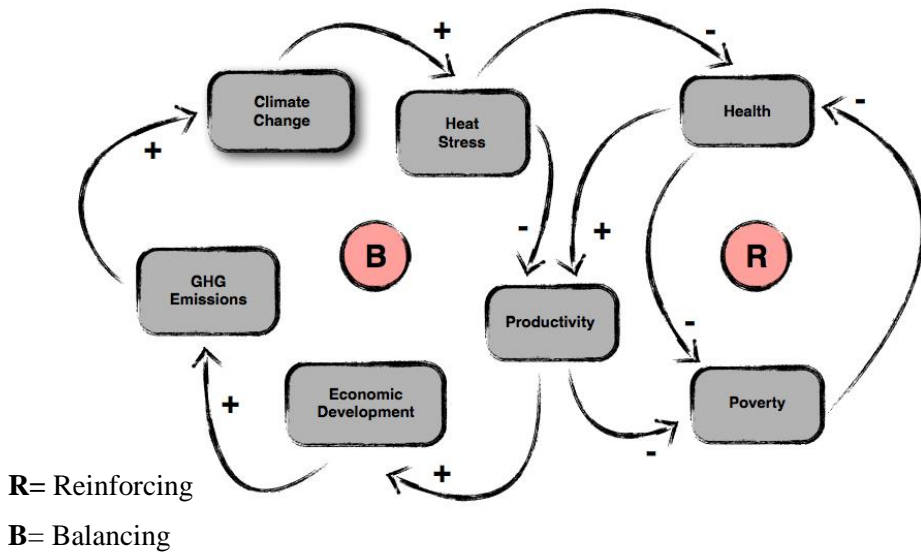 +
-
Climate
Change
Heat
Stress
Health
-
+
-
+
B
R
GHG
Emissions
Productivity
-
Economic
Development
Poverty
+
+
-
R= Reinforcing
B= Balancing